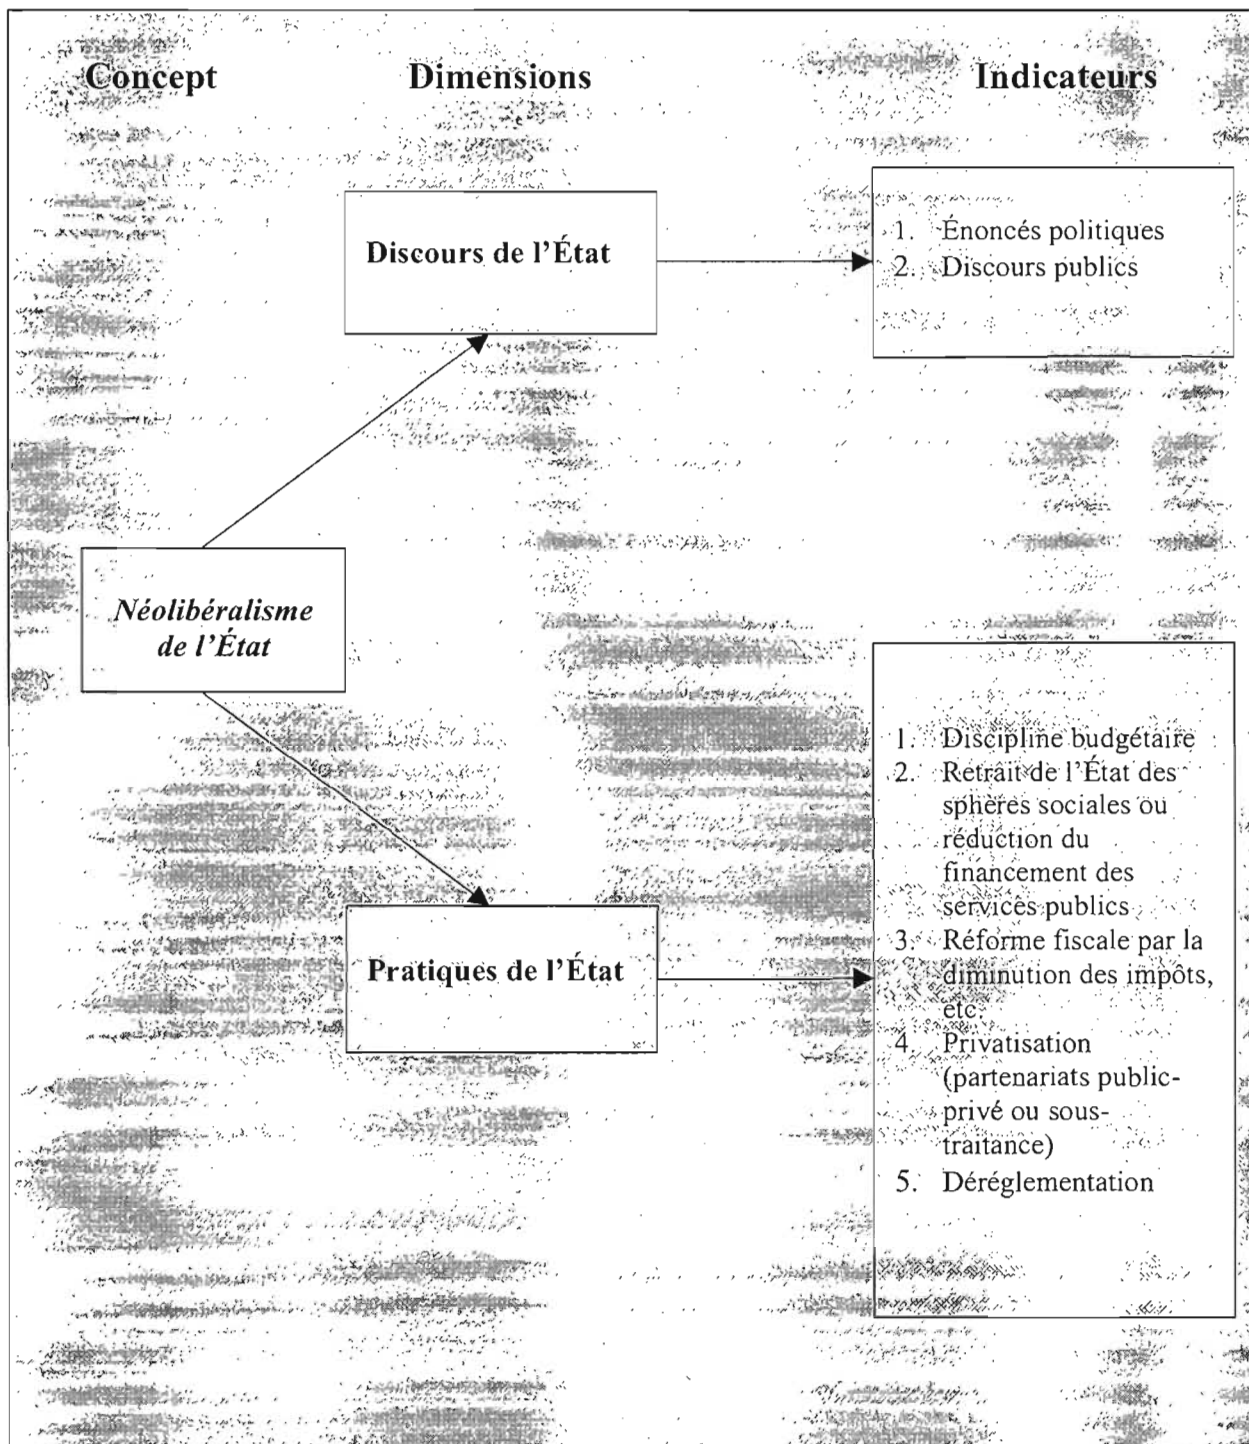 Concept
Dimensions
Indicateurs
Discours de l’État
1. Énoncés politiques
2. Discours publics
Néolibéralisme
de l’État
Pratiques de l’État
1. Discipline budgétaire
2. Retrait de l’État des
sphères sociales ou
réduction du
financement des
services publics
3. Réforme fiscale par la
diminution des impôts,
etc.
4. Privatisation
(partenariats public-
privé ou sous-
traitance)
5. Déréglementation